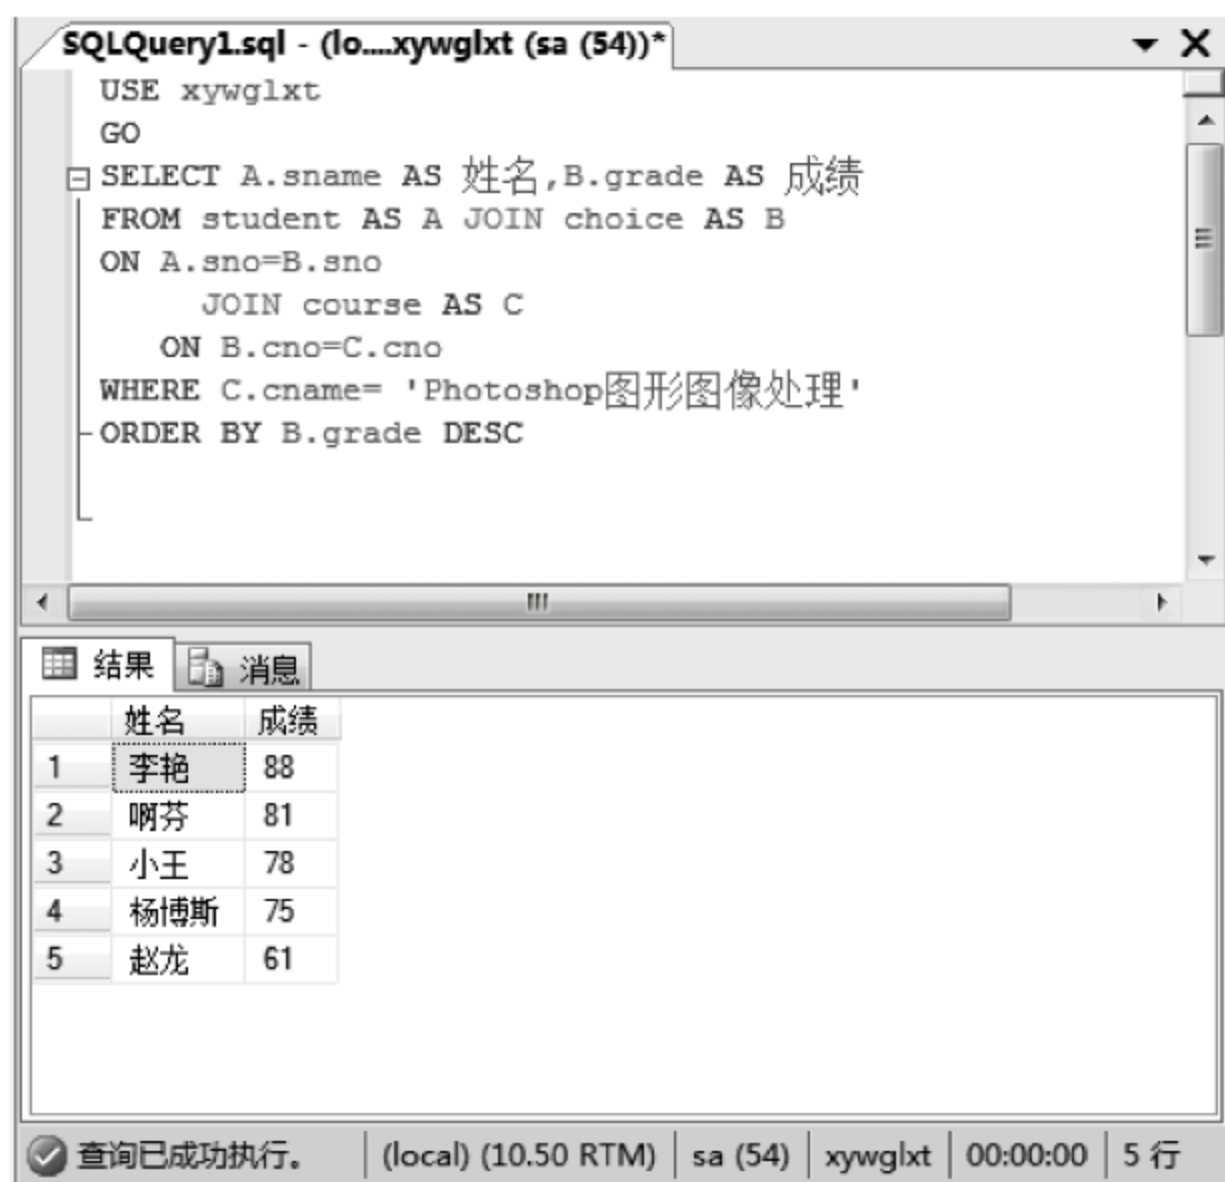 SQLQuery1.sql - (lo....xywglxt (sa (54))*
USE xywglxt
GO
SELECT A.sname AS 姓名,B.grade AS 成绩
FROM student AS A JOIN choice AS B
ON A.sno=B.sno
JOIN course AS C
ON B.cno=C.cno
WHERE C.cname= 'Photoshop图形图像处理'
ORDER BY B.grade DESC
结果 消息
姓名 成绩
1 李艳 88
2 啊芬 81
3 小王 78
4 杨博斯 75
5 赵龙 61
查询已成功执行。 (local) (10.50 RTM) sa (54) xywglxt 00:00:00 5 行